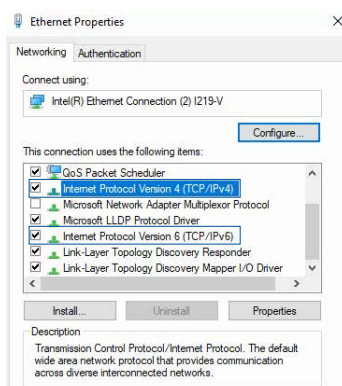 Ethernet Properties
Networking Authentication
Connect using:
Intel(R) Ethernet Connection (2) I219-V
Configure...
This connection uses the following items:
QoS Packet Scheduler
Internet Protocol Version 4 (TCP/IPv4)
Microsoft Network Adapter Multiplexor Protocol
Microsoft LLDP Protocol Driver
Internet Protocol Version 6 (TCP/IPv6)
Link-Layer Topology Discovery Responder
Link-Layer Topology Discovery Mapper I/O Driver
Install... Uninstall Properties
Description
Transmission Control Protocol/Internet Protocol. The default
wide area network protocol that provides communication
across diverse interconnected networks.